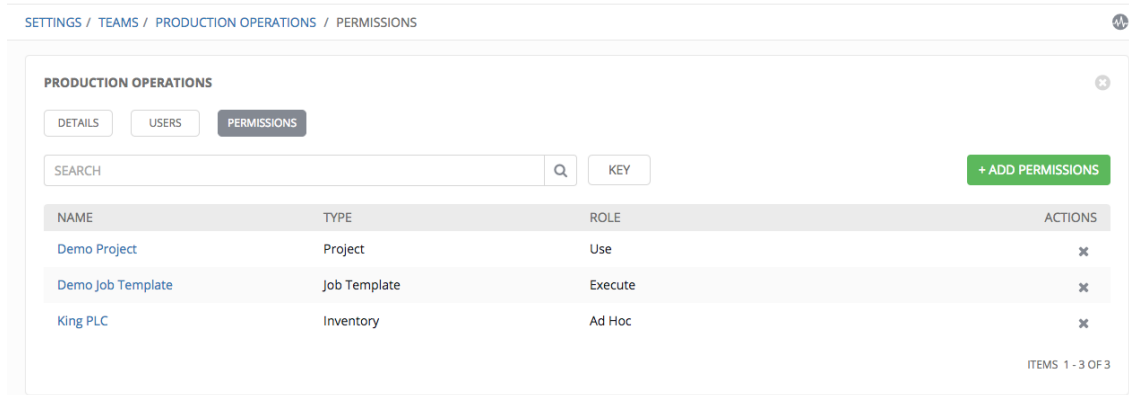 SETTINGS / TEAMS / PRODUCTION OPERATIONS / PERMISSIONS
PRODUCTION OPERATIONS
DETAILS USERS PERMISSIONS
SEARCH KEY + ADD PERMISSIONS
NAME TYPE ROLE ACTIONS
Demo Project Project Use
Demo Job Template Job Template Execute
King PLC Inventory Ad Hoc
ITEMS 1 - 3 OF 3